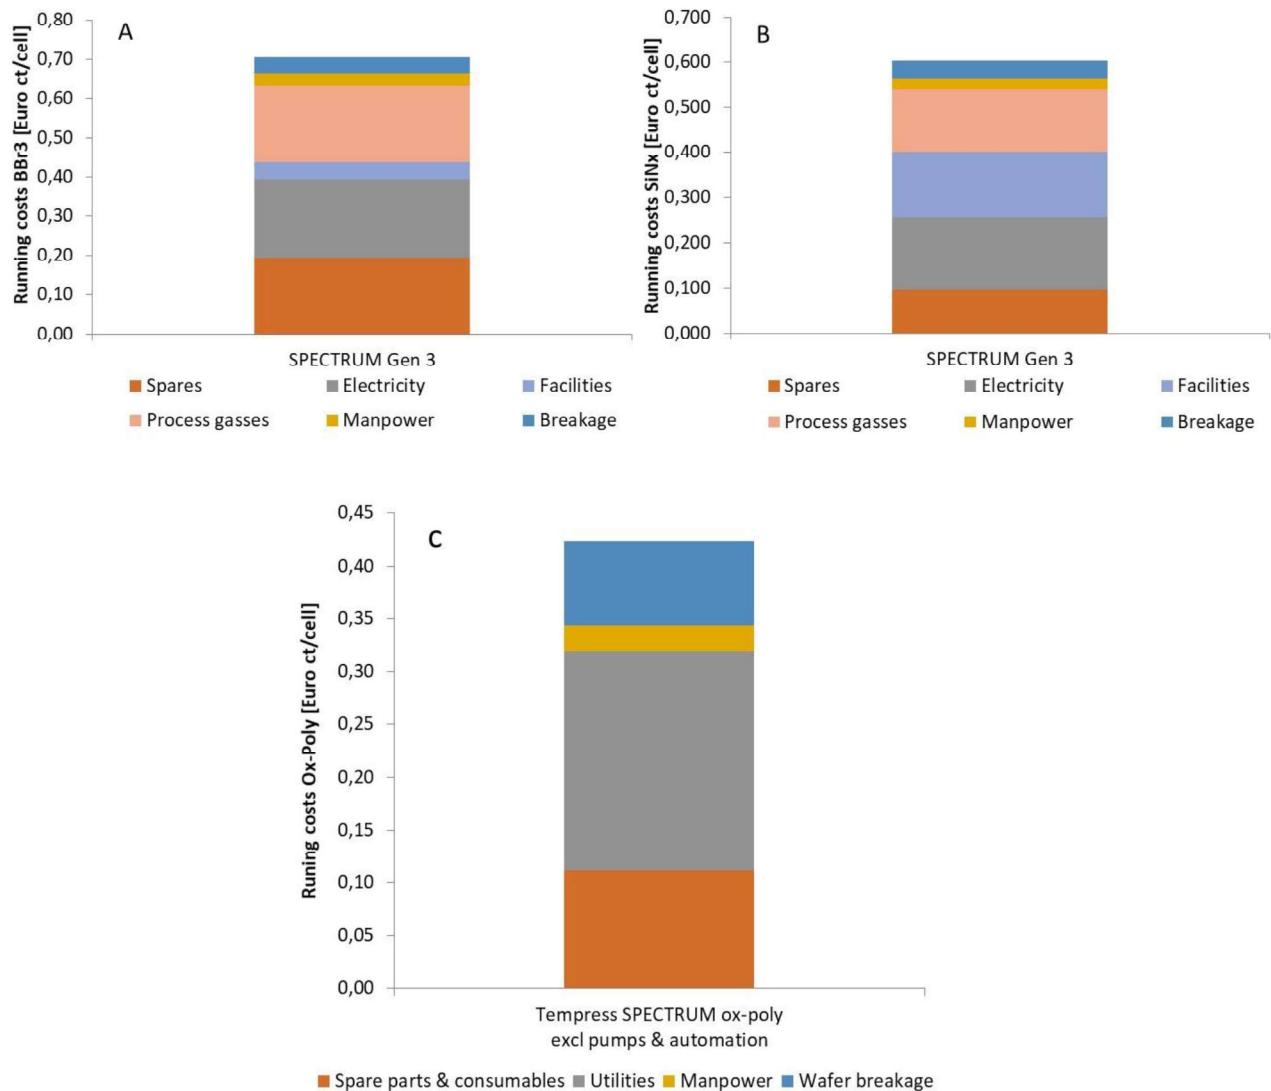 A
Running costs BBr3 [Euro ct/cell]
0,80
0,70
0,60
0,50
0,40
0,30
0,20
0,10
0,00
SPECTRUM Gen 3
Spares
Electricity
Facilities
Process gasses
Manpower
Breakage
B
Running costs SiNx [Euro ct/cell]
0,700
0,600
0,500
0,400
0,300
0,200
0,100
0,000
SPECTRUM Gen 3
Spares
Electricity
Facilities
Process gasses
Manpower
Breakage
C
Runing costs Ox-Poly [Euro ct/cell]
0,45
0,40
0,35
0,30
0,25
0,20
0,15
0,10
0,05
0,00
Tempress SPECTRUM ox-poly
excl pumps & automation
Spare parts & consumables Utilities Manpower Wafer breakage